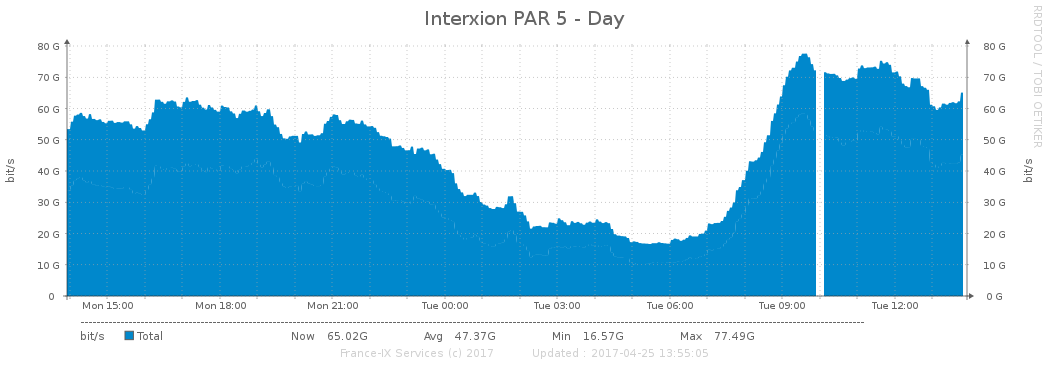 Interxion PAR 5 - Day
RRDTOOL / TOBI OETIKER
80 G 80 G
70 G 70 G
60 G 60 G
50 G 50 G
40 G 40 G
30 G 30 G
20 G 20 G
10 G 10 G
0 0 G
bit/s
bit/s
Mon 15:00 Mon 18:00 Mon 21:00 Tue 00:00 Tue 03:00 Tue 06:00 Tue 09:00 Tue 12:00
bit/s Total Now 65.02G Avg 47.37G Min 16.57G Max 77.49G
France-IX Services (c) 2017 Updated : 2017-04-25 13:55:05